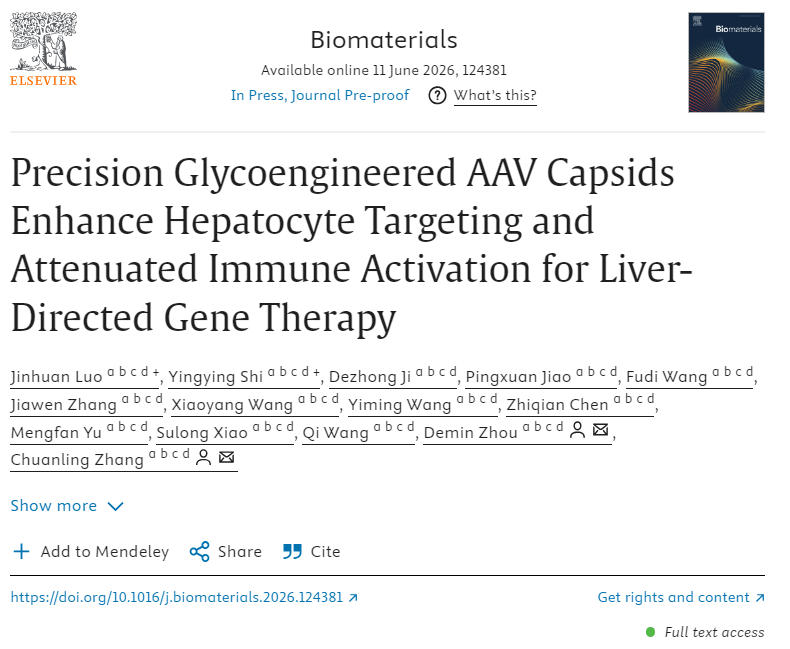 ELSEVIER
Biomaterials
Biomaterials
Available online 11 June 2026, 124381
In Press, Journal Pre-proof ? What's this?
Precision Glycoengineered AAV Capsids
Enhance Hepatocyte Targeting and
Attenuated Immune Activation for Liver-
Directed Gene Therapy
Jinhuan Luo a b c d +, Yingying Shi a b c d +, Dezhong Ji a b c d, Pingxuan Jiao a b c d, Fudi Wang a b c d,
Jiawen Zhang a b c d, Xiaoyang Wang a b c d, Yiming Wang a b c d, Zhiqian Chen a b c d,
Mengfan Yu a b c d, Sulong Xiao a b c d, Qi Wang a b c d, Demin Zhou a b c d,
Chuanling Zhang a b c d
Show more
Add to Mendeley Share Cite
https://doi.org/10.1016/j.biomaterials.2026.124381 Get rights and content
Full text access